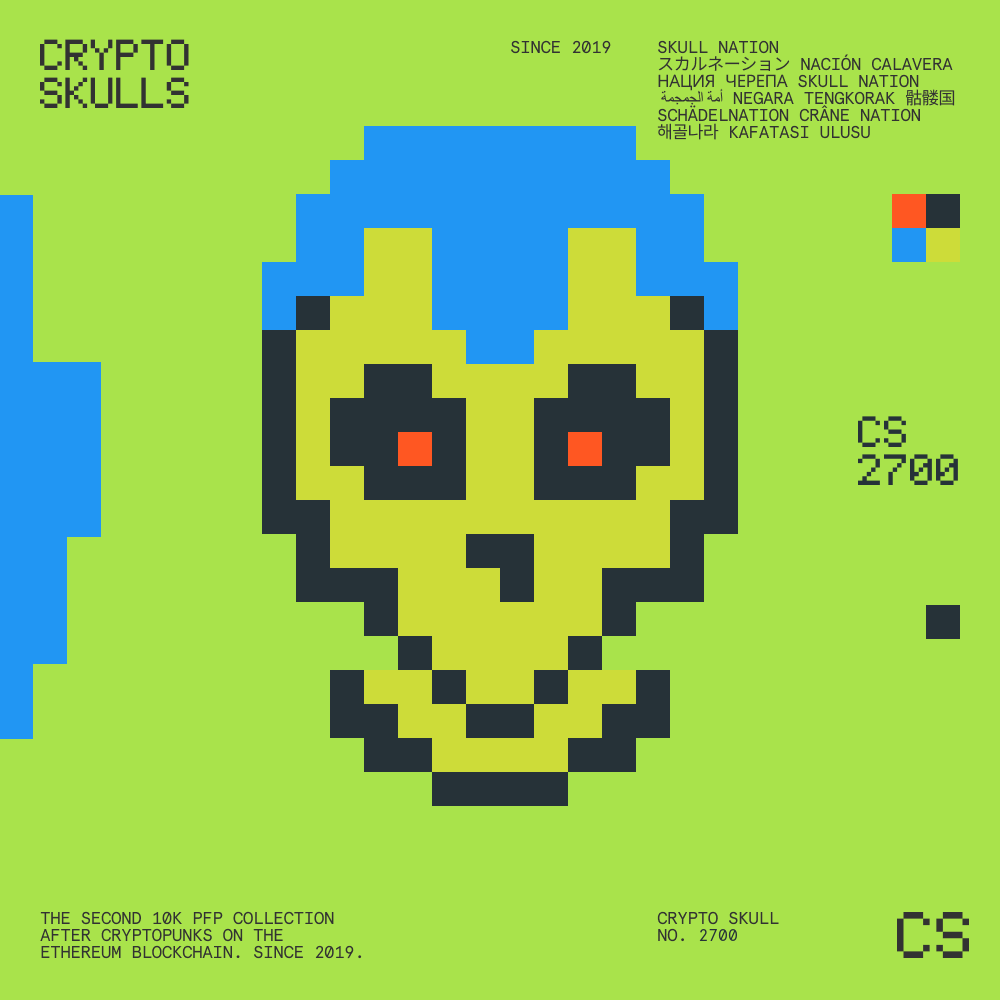 CRYPTO
SKULLS
SINCE 2019
SKULL NATION
スカルネーション NACIÓN CALAVERA
НАЦИЯ ЧЕРЕПА SKULL NATION
أمة الجمجمة NEGARA TENGKORAK 骷髅国
SCHÄDELNATION CRÂNE NATION
해골나라 KAFATASI ULUSU
CS
2700
THE SECOND 10K PFP COLLECTION
AFTER CRYPTOPUNKS ON THE
ETHEREUM BLOCKCHAIN. SINCE 2019.
CRYPTO SKULL
NO. 2700
CS